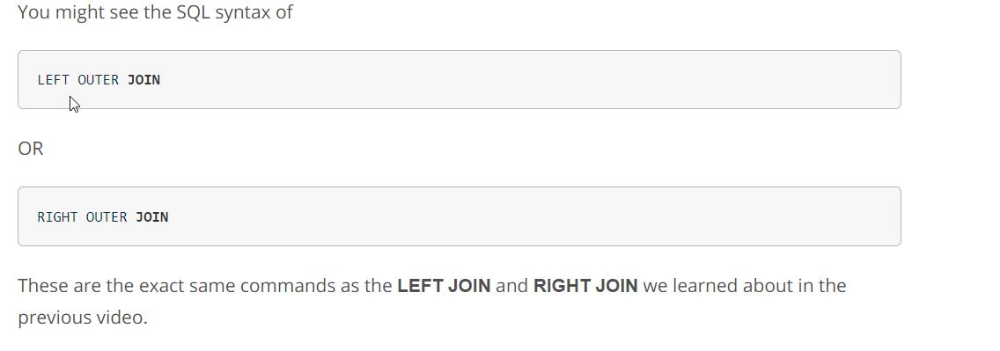 You might see the SQL syntax of
LEFT OUTER JOIN
OR
RIGHT OUTER JOIN
These are the exact same commands as the LEFT JOIN and RIGHT JOIN we learned about in the
previous video.